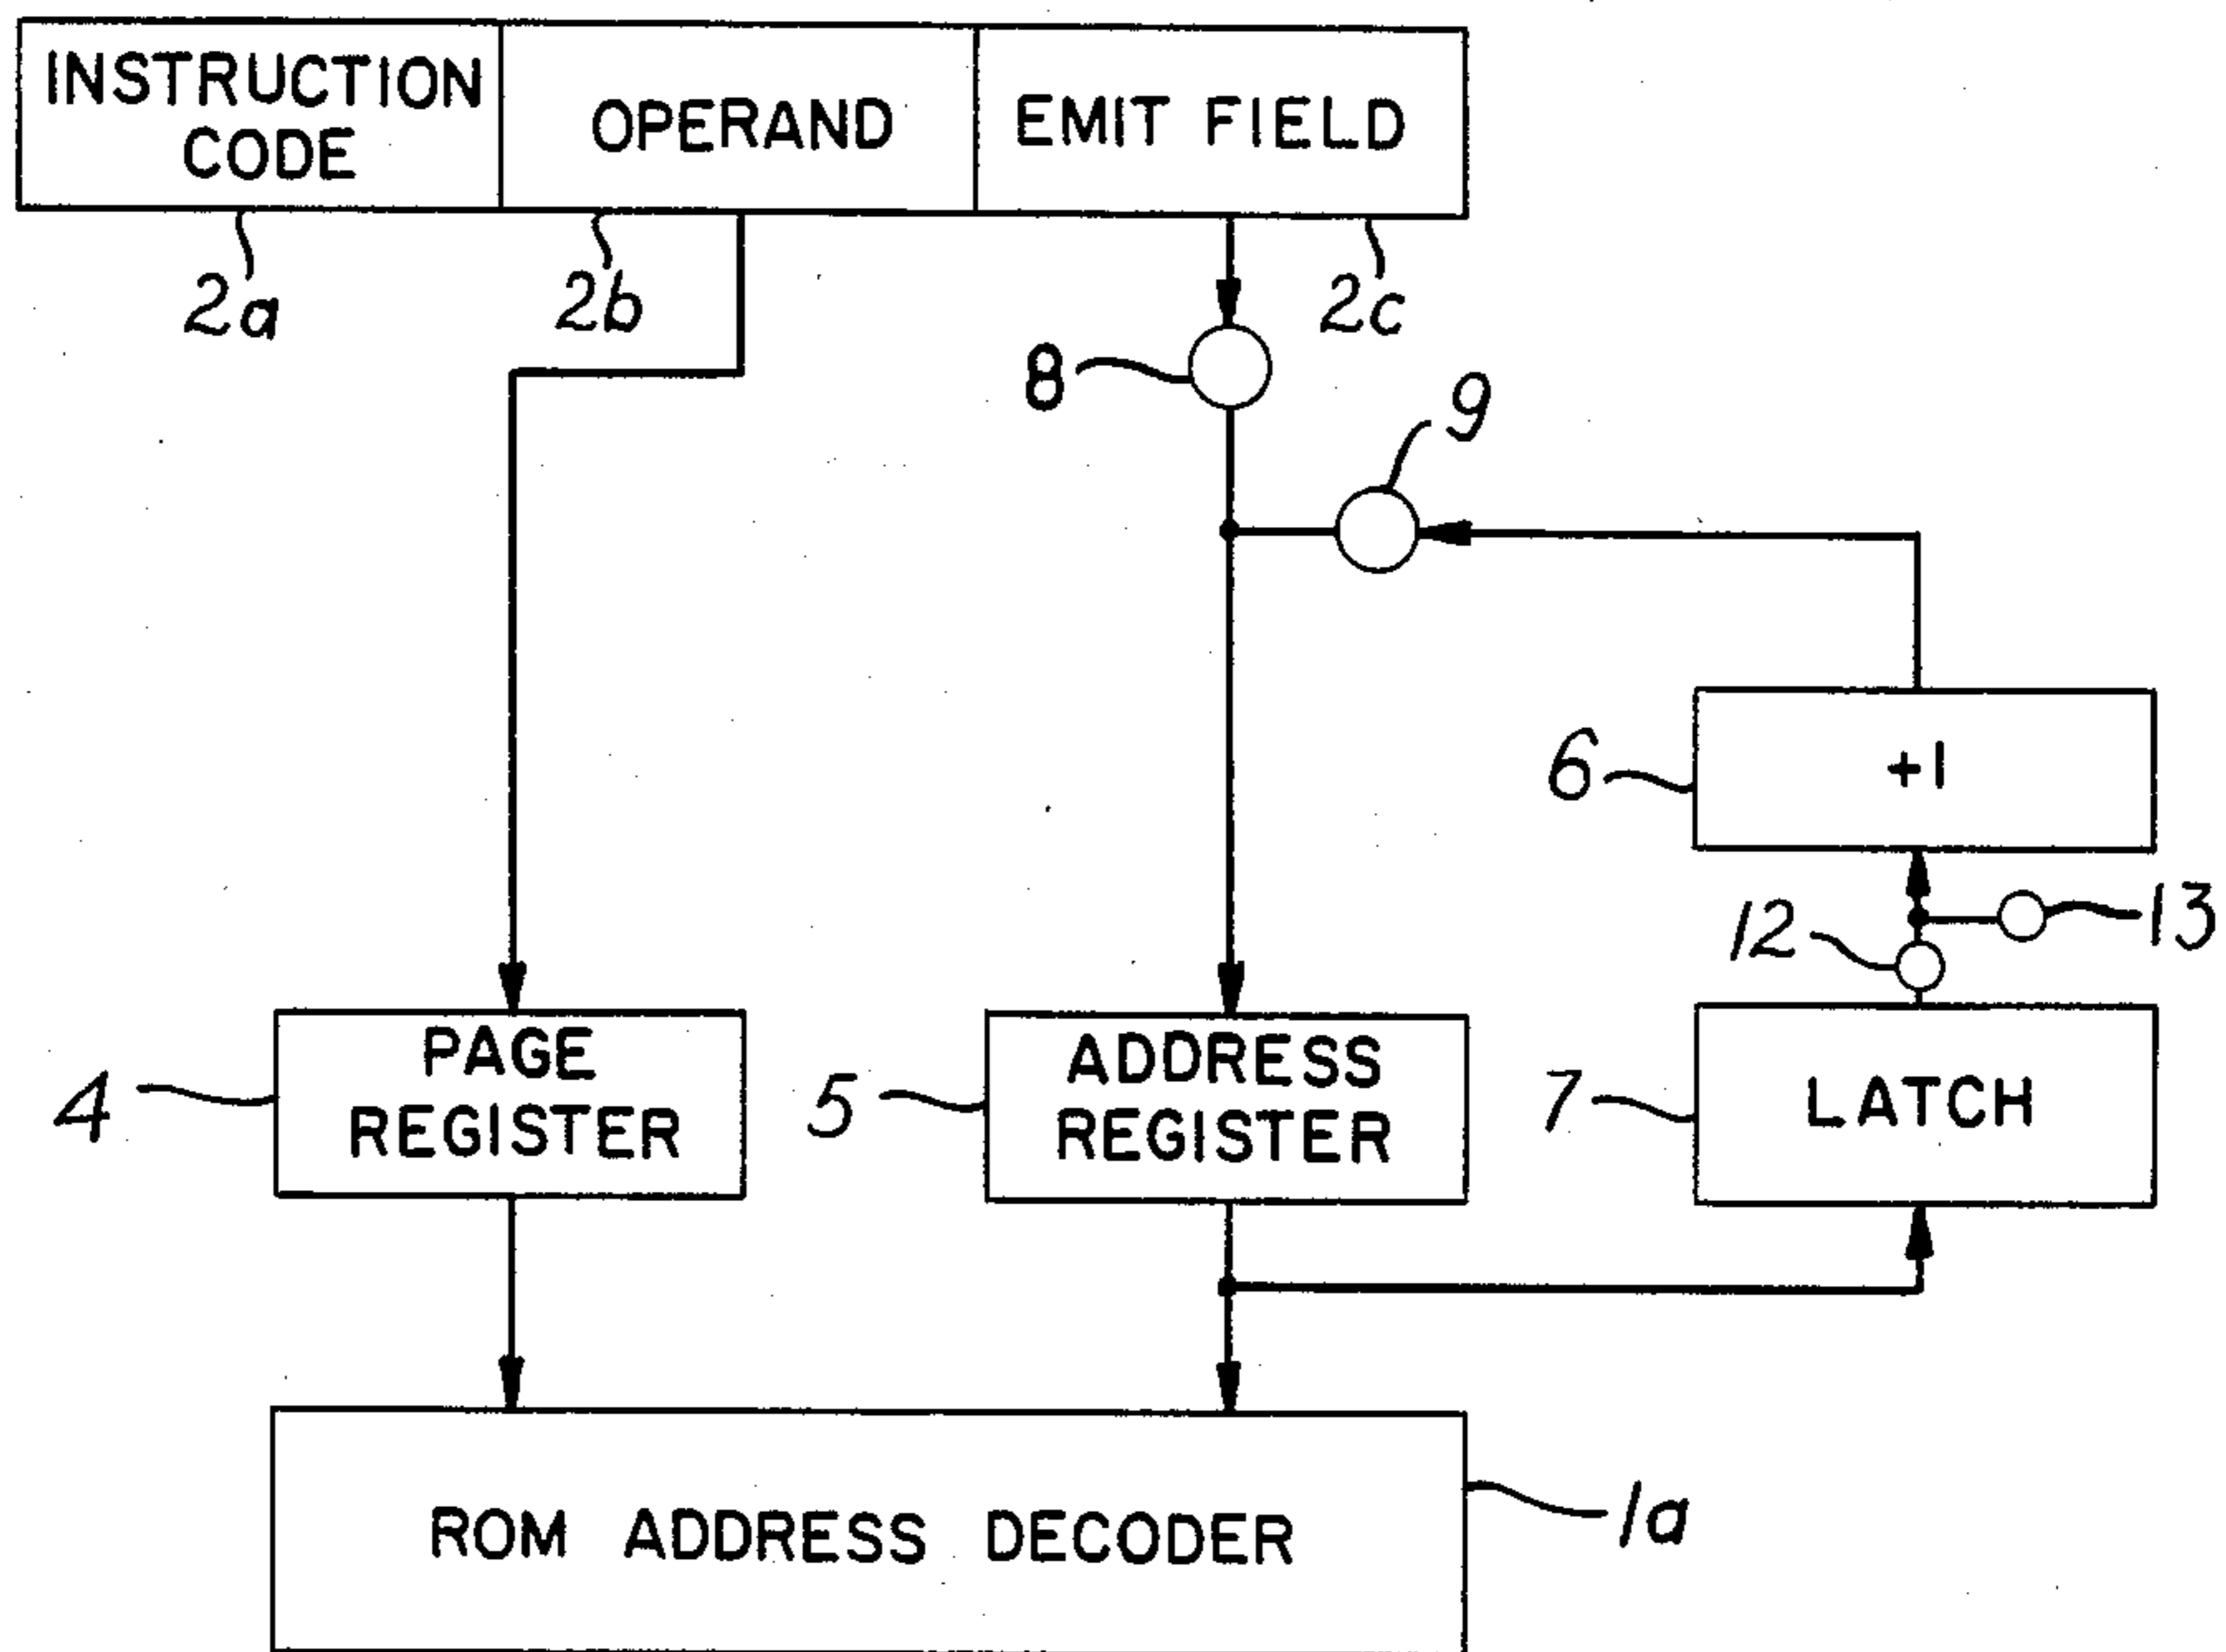 INSTRUCTION
CODE
OPERAND
EMIT FIELD
2a
2b
2c
8
9
6
+1
12
13
4
PAGE
REGISTER
5
ADDRESS
REGISTER
7
LATCH
ROM ADDRESS DECODER
1a